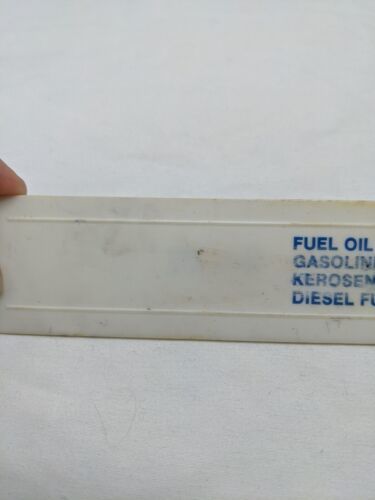 FUEL OIL
GASOLIN
KEROSEN
DIESEL FU